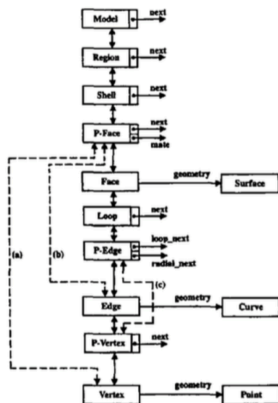 Model
next
Region
next
Shell
next
P-Face
next
mate
Face
geometry
Surface
Loop
next
P-Edge
loop_next
radial_next
(a)
(b)
(c)
Edge
geometry
Curve
P-Vertex
next
Vertex
geometry
Point